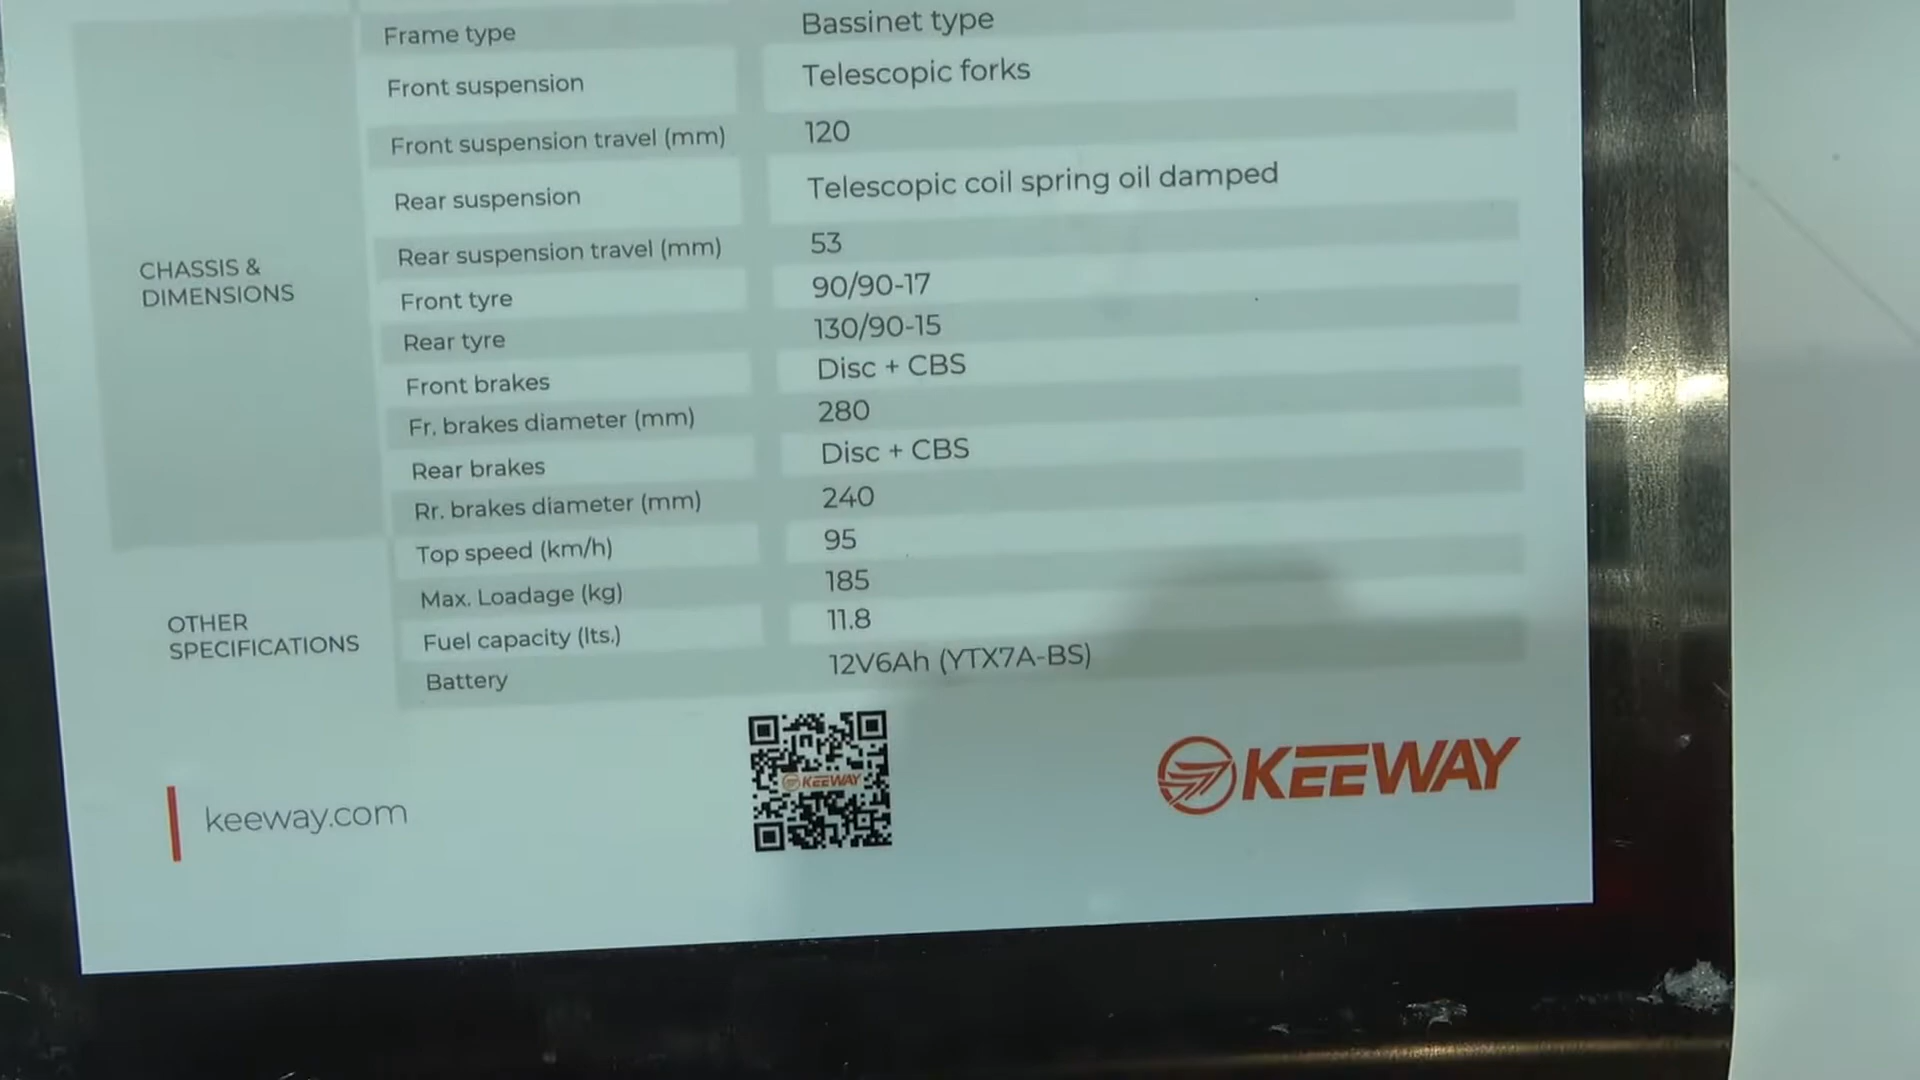 Frame type Bassinet type
Front suspension Telescopic forks
Front suspension travel (mm) 120
Rear suspension Telescopic coil spring oil damped
Rear suspension travel (mm) 53
CHASSIS &
DIMENSIONS
Front tyre 90/90-17
Rear tyre 130/90-15
Front brakes Disc + CBS
Fr. brakes diameter (mm) 280
Rear brakes Disc + CBS
Rr. brakes diameter (mm) 240
Top speed (km/h) 95
Max. Loadage (kg) 185
OTHER
SPECIFICATIONS
Fuel capacity (lts.) 11.8
Battery 12V6Ah (YTX7A-BS)
keeway.com
KEEWAY
KEEWAY